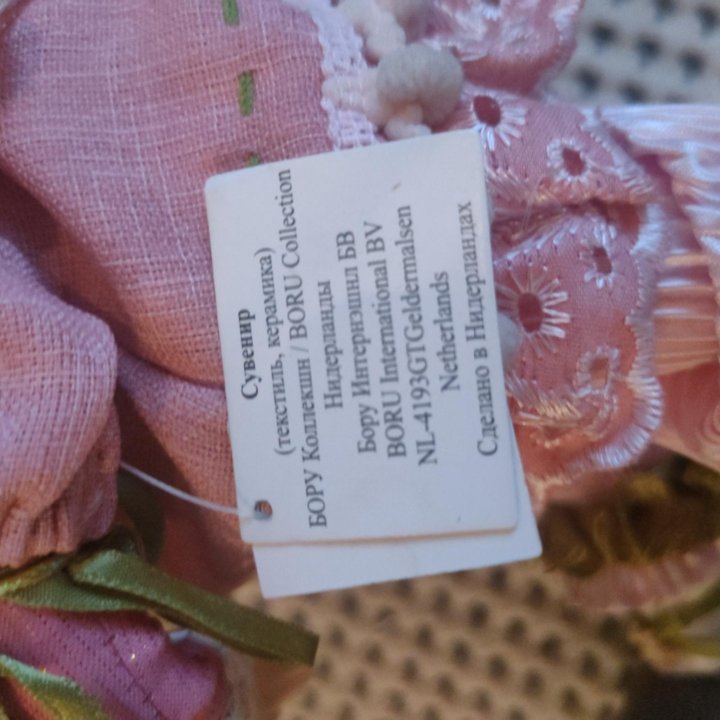 Сувенир
(текстиль, керамика)
БОРУ Коллекшн / BORU Collection
Нидерланды
Бору Интернэшнл БВ
BORU International BV
NL-4193GTGeldermalsen
Netherlands
Сделано в Нидерландах